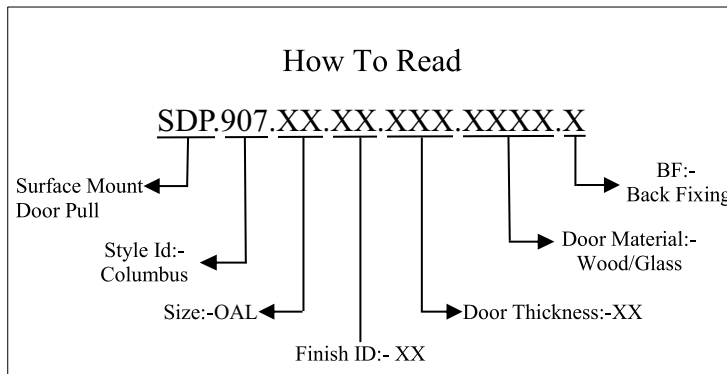 How To Read
SDP.907.XX.XX.XXX.XXXX.X
Surface Mount
Door Pull
BF:-
Back Fixing
Style Id:-
Columbus
Door Material:-
Wood/Glass
Size:-OAL
Door Thickness:-XX
Finish ID:- XX